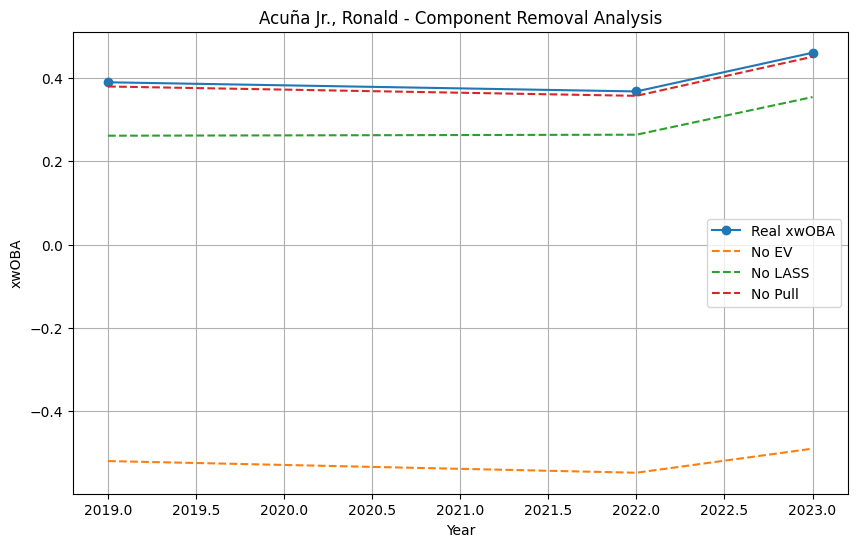 Acuña Jr., Ronald - Component Removal Analysis
xwOBA
0.4
0.2
0.0
−0.2
−0.4
Real xwOBA
No EV
No LASS
No Pull
2019.0 2019.5 2020.0 2020.5 2021.0 2021.5 2022.0 2022.5 2023.0
Year